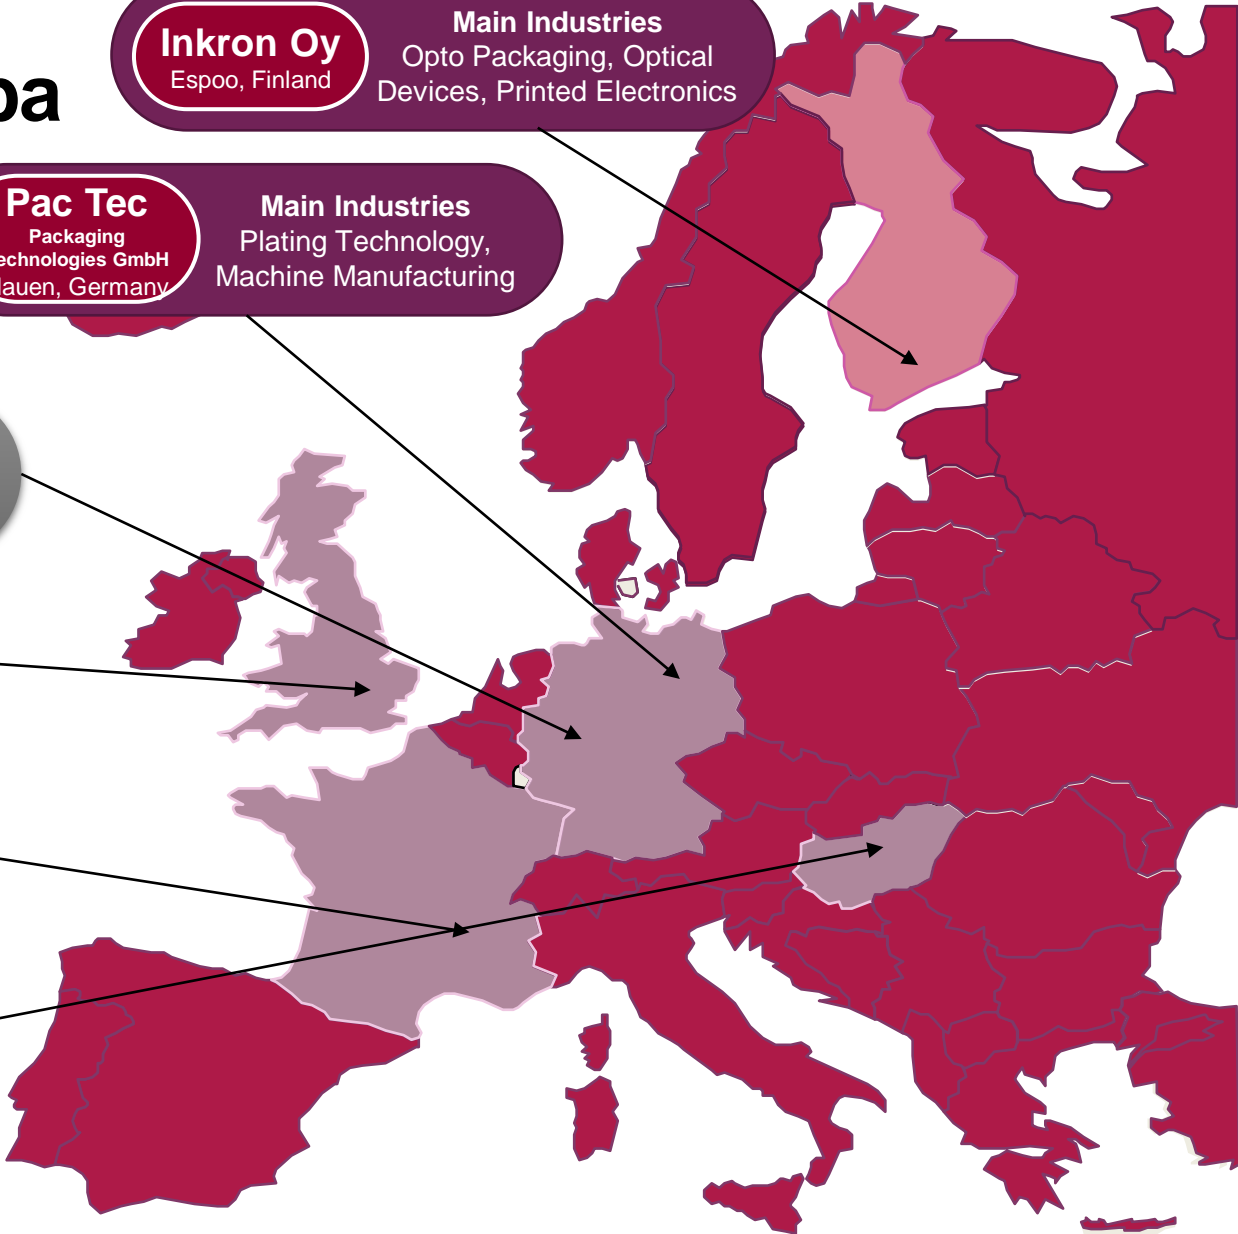 Inkron Oy
Espoo, Finland
Main Industries
Opto Packaging, Optical
Devices, Printed Electronics
pa
Pac Tec
Packaging
echnologies GmbH
lauen, Germany
Main Industries
Plating Technology,
Machine Manufacturing